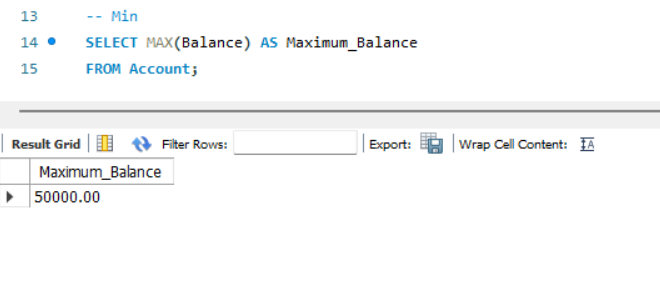 13 -- Min
14 SELECT MAX(Balance) AS Maximum_Balance
15 FROM Account;
Result Grid Filter Rows: Export: Wrap Cell Content: IA
Maximum_Balance
50000.00